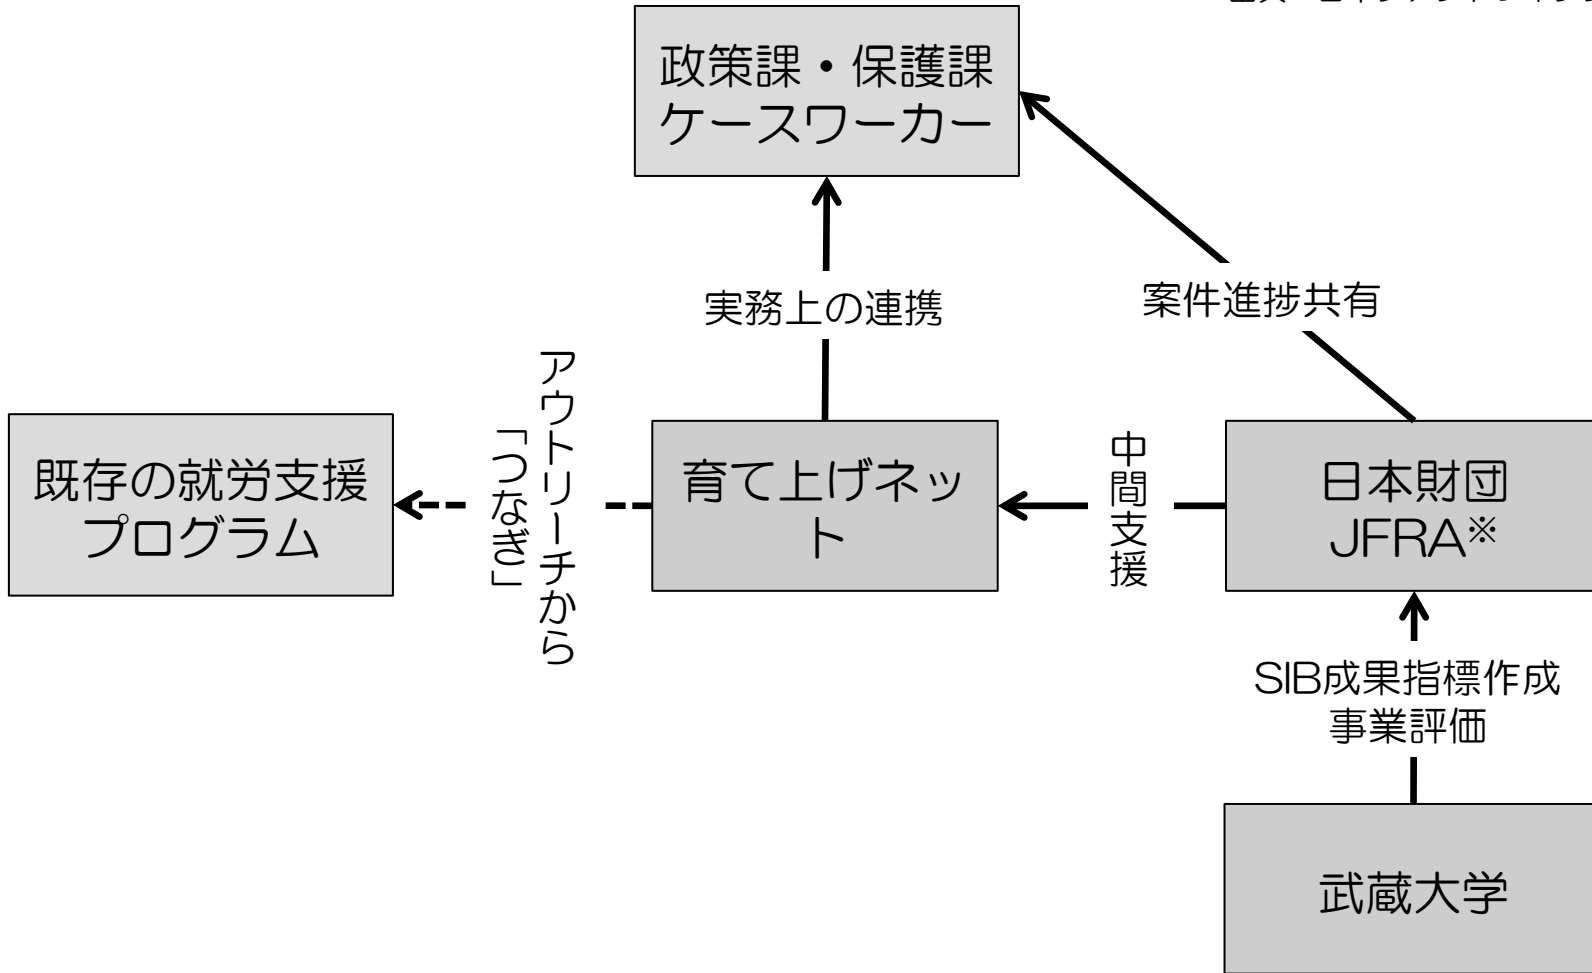 政策課・保護課
ケースワーカー
実務上の連携
案件進捗共有
アウトリーチから
「つなぎ」
既存の就労支援
プログラム
育て上げネッ
ト
中間支援
日本財団
JFRA※
SIB成果指標作成
事業評価
武蔵大学